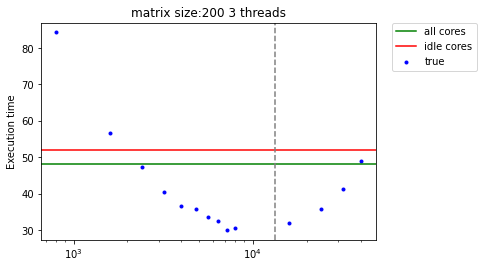 matrix size:200 3 threads
all cores
idle cores
true
Execution time
80
70
60
50
40
30
10³
10⁴